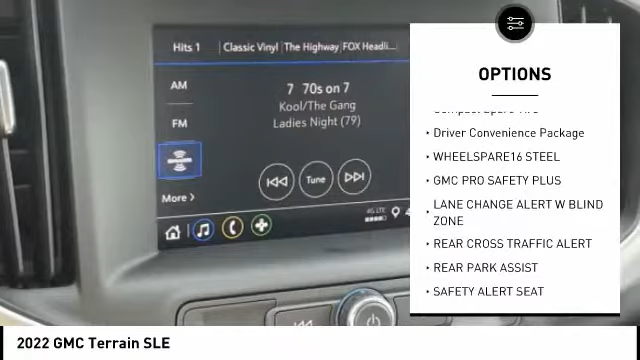 Hits 1 | Classic Vinyl | The Highway | FOX Headli...
AM
FM
More >
7 70s on 7
Kool/The Gang
Ladies Night (79)
Tune
4G LTE
OPTIONS
Driver Convenience Package
WHEELSPARE16 STEEL
GMC PRO SAFETY PLUS
LANE CHANGE ALERT W BLIND
ZONE
REAR CROSS TRAFFIC ALERT
REAR PARK ASSIST
SAFETY ALERT SEAT
2022 GMC Terrain SLE